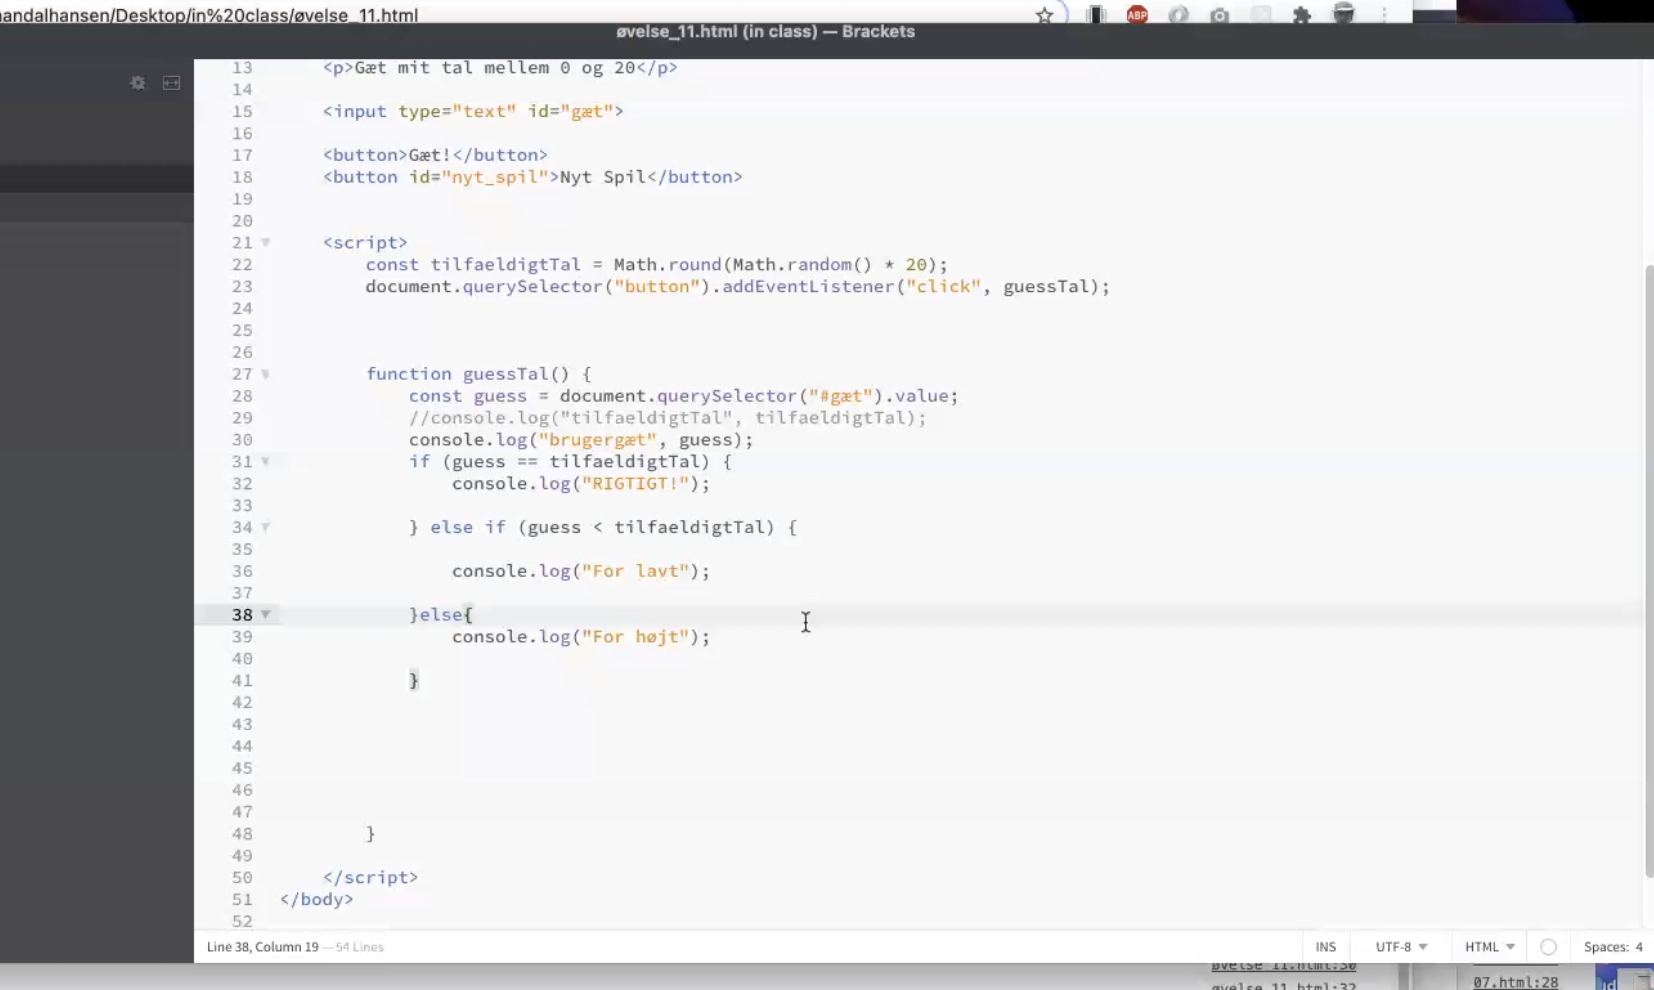 nandalhansen/Desktop/in%20class/øvelse_11.html
ABP
øvelse_11.html (in class) — Brackets
13 <p>Gæt mit tal mellem 0 og 20</p>
14
15 <input type="text" id="gæt">
16
17 <button>Gæt!</button>
18 <button id="nyt_spil">Nyt Spil</button>
19
20
21 <script>
22 const tilfaeldigtTal = Math.round(Math.random() * 20);
23 document.querySelector("button").addEventListener("click", guessTal);
24
25
26
27 function guessTal() {
28 const guess = document.querySelector("#gæt").value;
29 //console.log("tilfaeldigtTal", tilfaeldigtTal);
30 console.log("brugergæt", guess);
31 if (guess == tilfaeldigtTal) {
32 console.log("RIGTIGT!");
33
34 } else if (guess < tilfaeldigtTal) {
35
36 console.log("For lavt");
37
38 }else{
39 console.log("For højt");
40
41 }
42
43
44
45
46
47
48 }
49
50 </script>
51 </body>
52
Line 38, Column 19 — 54 Lines
INS UTF-8 HTML Spaces: 4
øvelse_11.html:30
øvelse_11.html:32
07.html:28